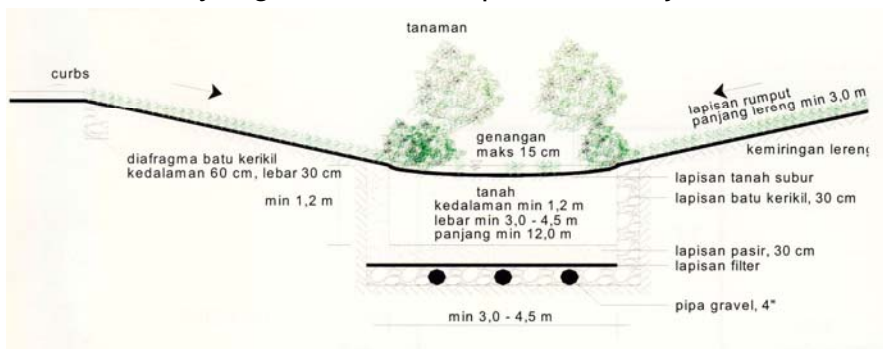 tanaman
curbs
lapisan rumput
panjang lereng min 3,0 m
genangan
maks 15 cm
kemiringan lereng
diafragma batu kerikil
kedalaman 60 cm, lebar 30 cm
min 1,2 m
tanah
kedalaman min 1,2 m
lebar min 3,0 - 4,5 m
panjang min 12,0 m
lapisan tanah subur
lapisan batu kerikil, 30 cm
lapisan pasir, 30 cm
lapisan filter
pipa gravel, 4"
min 3,0 - 4,5 m